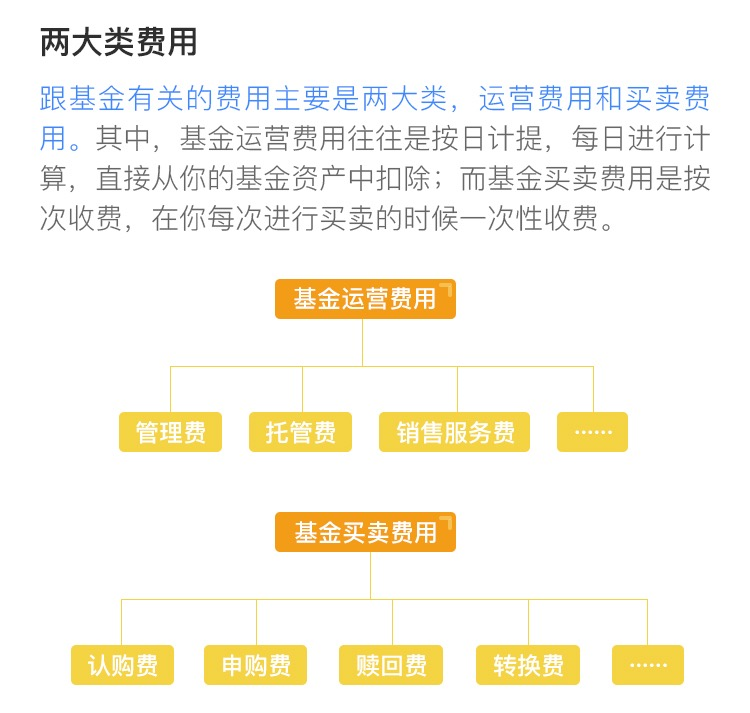 两大类费用
跟基金有关的费用主要是两大类，运营费用和买卖费
用。其中，基金运营费用往往是按日计提，每日进行计
算，直接从你的基金资产中扣除；而基金买卖费用是按
次收费，在你每次进行买卖的时候一次性收费。
基金运营费用
管理费 托管费 销售服务费 ……
基金买卖费用
认购费 申购费 赎回费 转换费 ……